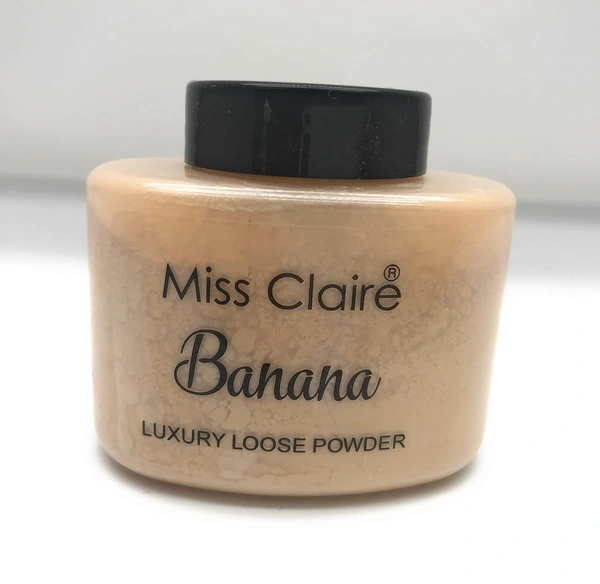 Miss Claire®
Banana
LUXURY LOOSE POWDER